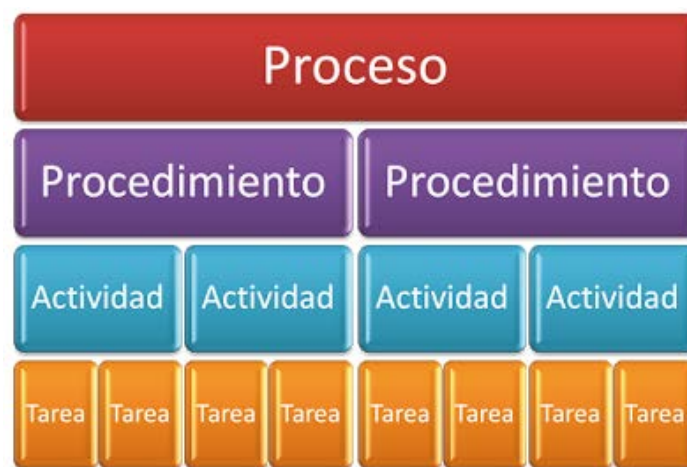 Proceso
Procedimiento Procedimiento
Actividad Actividad Actividad Actividad
Tarea Tarea Tarea Tarea Tarea Tarea Tarea Tarea